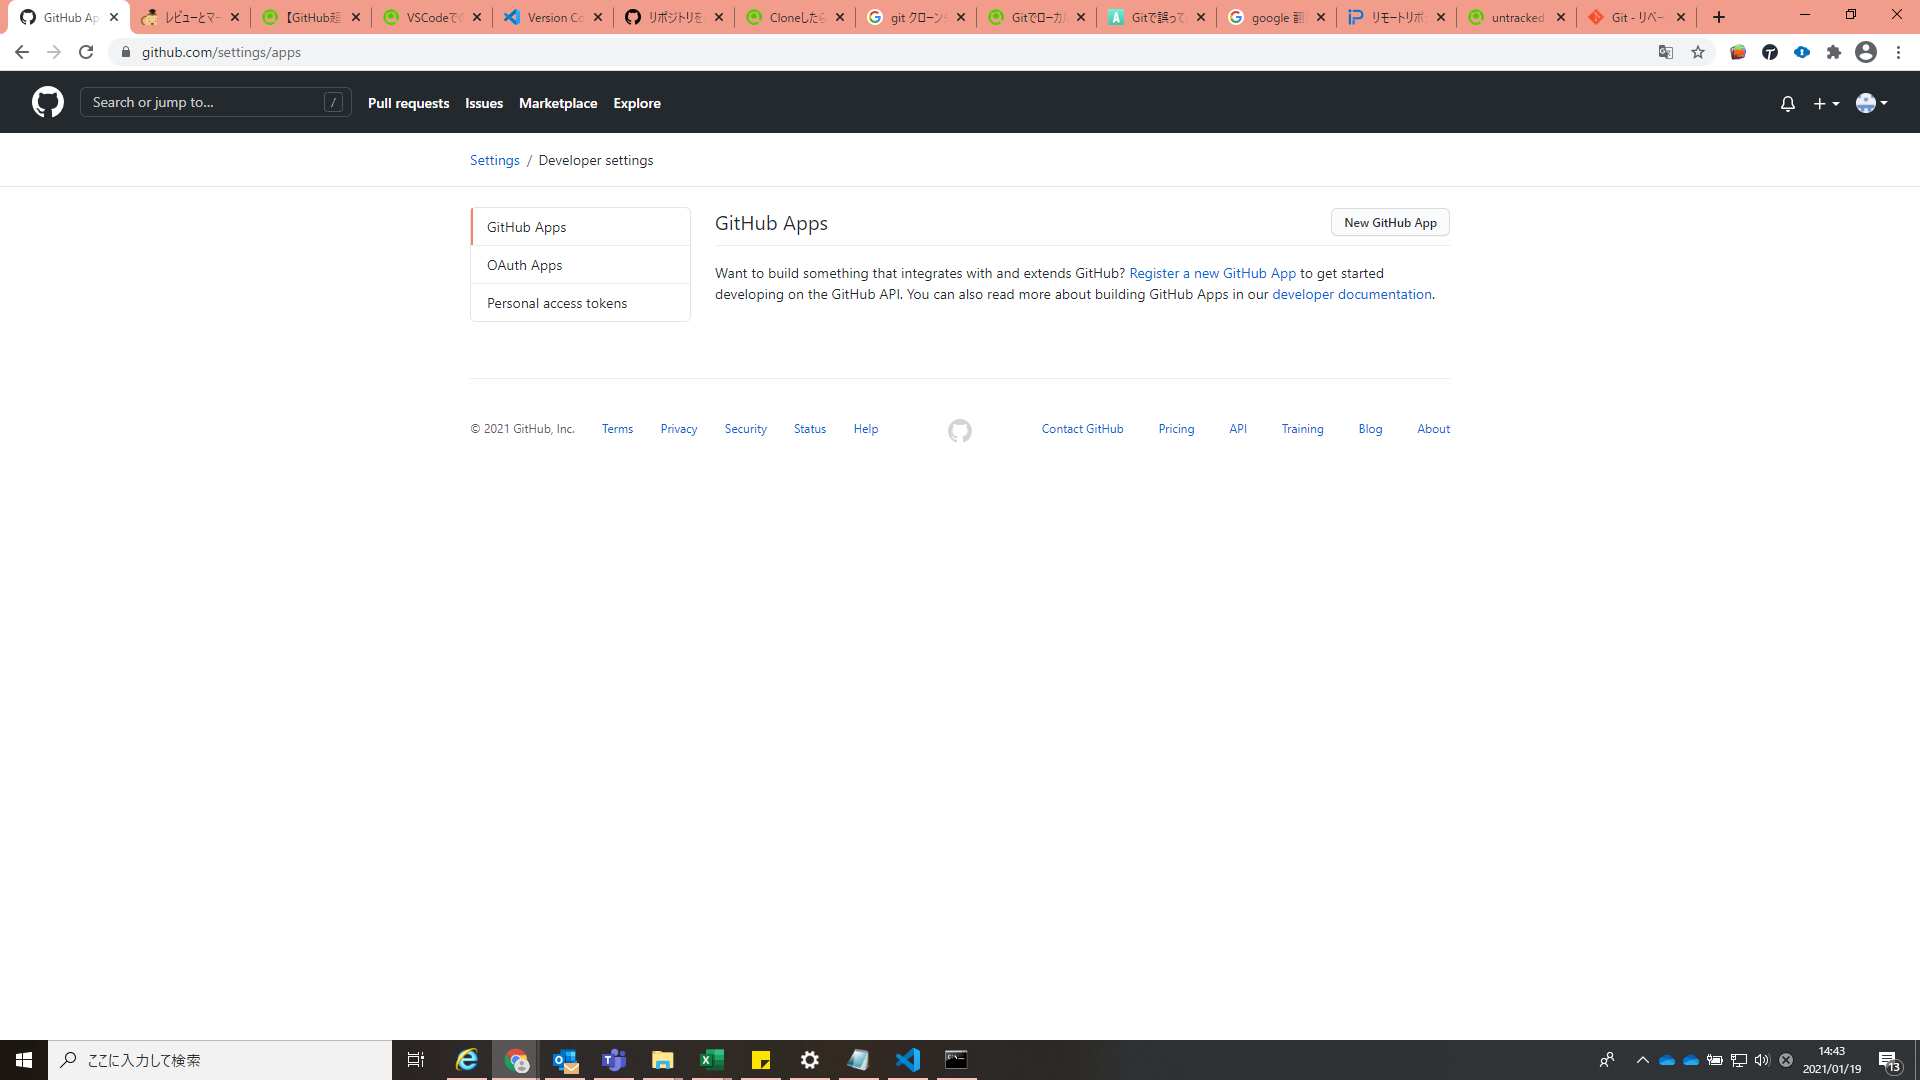 GitHub Ap
レビューとマー
【GitHub超
VSCodeでの
Version Co
リポジトリを
Cloneしたら
git クローン
Gitでローカル
Gitで誤って
google 翻
リモートリポ
untracked
Git - リベー
github.com/settings/apps
Search or jump to...
/
Pull requests
Issues
Marketplace
Explore
Settings / Developer settings
GitHub Apps
OAuth Apps
Personal access tokens
GitHub Apps
New GitHub App
Want to build something that integrates with and extends GitHub? Register a new GitHub App to get started
developing on the GitHub API. You can also read more about building GitHub Apps in our developer documentation.
© 2021 GitHub, Inc.
Terms
Privacy
Security
Status
Help
Contact GitHub
Pricing
API
Training
Blog
About
ここに入力して検索
14:43
2021/01/19
13